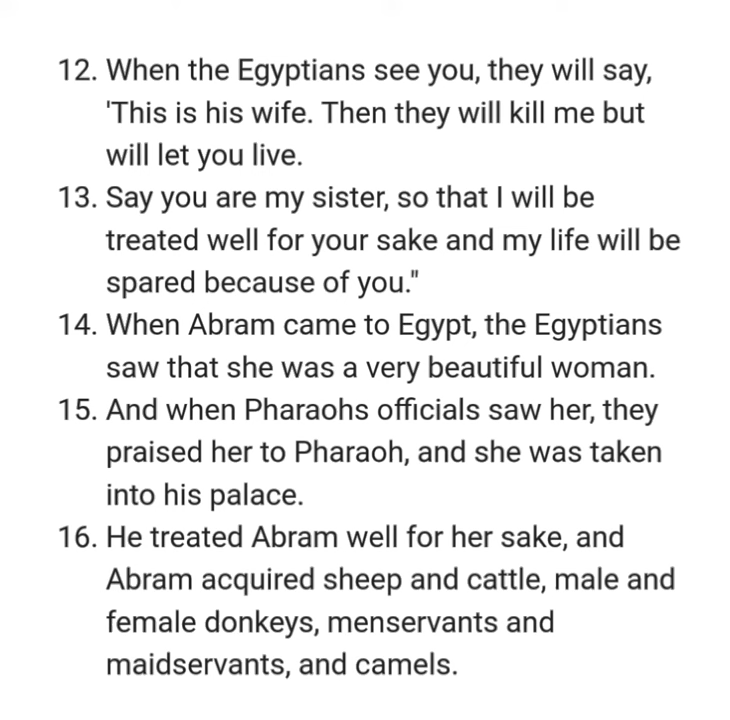 12. When the Egyptians see you, they will say,
'This is his wife. Then they will kill me but
will let you live.
13. Say you are my sister, so that I will be
treated well for your sake and my life will be
spared because of you."
14. When Abram came to Egypt, the Egyptians
saw that she was a very beautiful woman.
15. And when Pharaohs officials saw her, they
praised her to Pharaoh, and she was taken
into his palace.
16. He treated Abram well for her sake, and
Abram acquired sheep and cattle, male and
female donkeys, menservants and
maidservants, and camels.